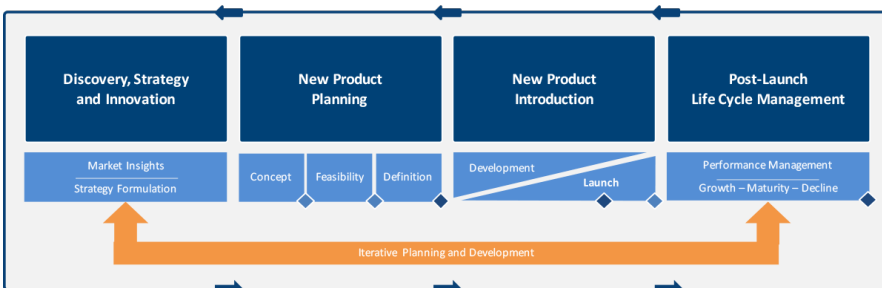 Discovery, Strategy
and Innovation
New Product
Planning
New Product
Introduction
Post-Launch
Life Cycle Management
Market Insights
Strategy Formulation
Concept
Feasibility
Definition
Development
Launch
Performance Management
Growth – Maturity – Decline
Iterative Planning and Development